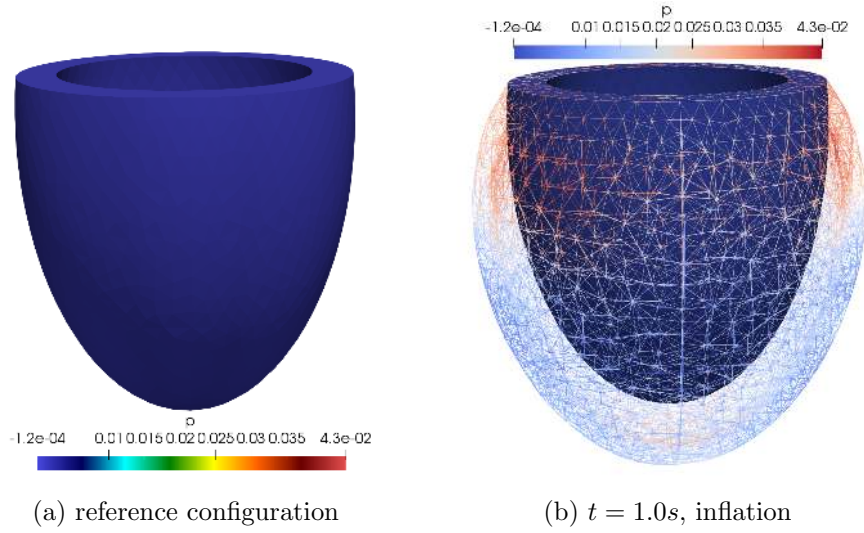 p
-1.2e-04 0.01 0.015 0.02 0.025 0.03 0.035 4.3e-02
p
-1.2e-04 0.01 0.015 0.02 0.025 0.03 0.035 4.3e-02
(a) reference configuration
(b) t = 1.0s, inflation